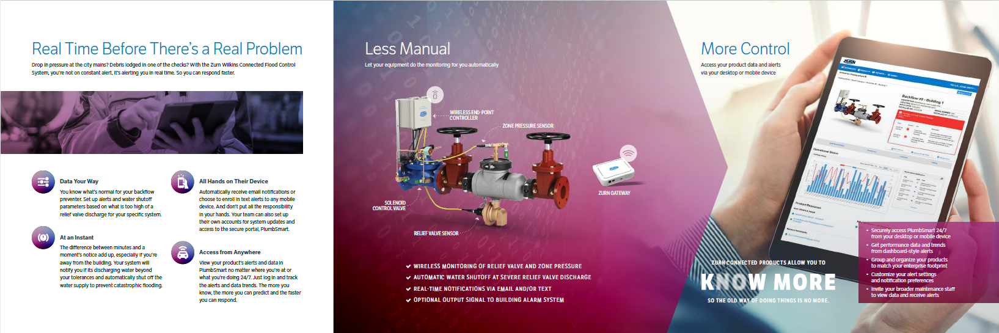 Real Time Before There's a Real Problem
Drop in pressure at the city mains? Debris lodged in one of the checks? With the Zurn Wilkins Connected Flood Control
System, you're not on constant alert, it's alerting you in real time. So you can respond faster.
Data Your Way
You know what's normal for your backflow
preventer. Set up alerts and water shutoff
parameters based on what is too high of a
relief valve discharge for your specific system.
At an Instant
The difference between minutes and a
moment's notice add up, especially if you're
away from the building. Your system will
notify you if its discharging water beyond
your tolerances and automatically shut off the
water supply to prevent catastrophic flooding.
All Hands on Their Device
Automatically receive email notifications or
choose to enroll in text alerts to any mobile
device. And don't put all the responsibility
in your hands. Your team can also set up
their own accounts for system updates and
access to the secure portal, PlumbSmart.
Access from Anywhere
View your product's alerts and data in
PlumbSmart no matter where you're at or
what you're doing 24/7. Just log in and track
the alerts and data trends. The more you
know, the more you can predict and the faster
you can respond.
Less Manual
Let your equipment do the monitoring for you automatically
WIRELESS END-POINT
CONTROLLER
ZONE PRESSURE SENSOR
SOLENOID
CONTROL VALVE
RELIEF VALVE SENSOR
ZURN
ZURN GATEWAY
WIRELESS MONITORING OF RELIEF VALVE AND ZONE PRESSURE
AUTOMATIC WATER SHUTOFF AT SEVERE RELIEF VALVE DISCHARGE
REAL-TIME NOTIFICATIONS VIA EMAIL AND/OR TEXT
OPTIONAL OUTPUT SIGNAL TO BUILDING ALARM SYSTEM
More Control
Access your product data and alerts
via your desktop or mobile device
ZURN
Backflow #2 - Building 1
Operational Status
Product Resources
ZURN CONNECTED PRODUCTS ALLOW YOU TO
KNOW MORE
SO THE OLD WAY OF DOING THINGS IS NO MORE.
• Securely access PlumbSmart 24/7
from your desktop or mobile device
• Get performance data and trends
from dashboard-style alerts
• Group and organize your products
to match your enterprise footprint
• Customize your alert settings
and notification preferences
• Invite your broader maintenance staff
to view data and receive alerts